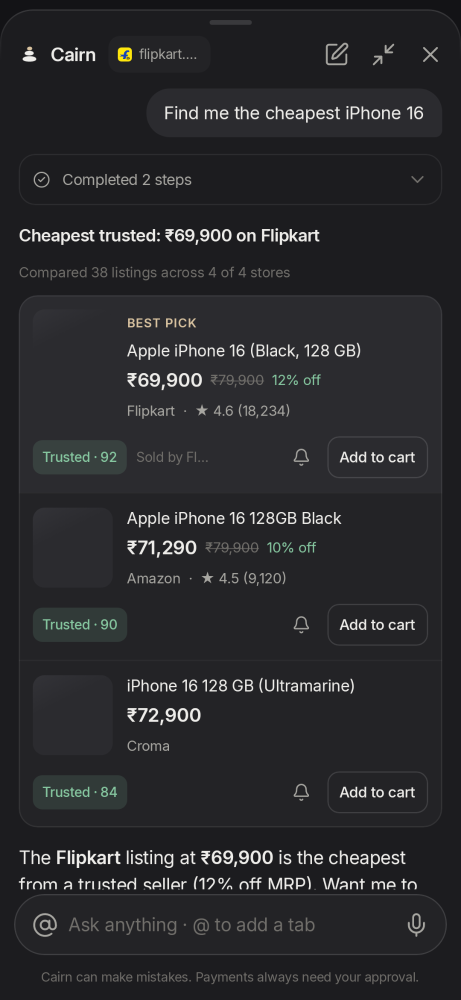 Cairn
flipkart....
Find me the cheapest iPhone 16
Completed 2 steps
Cheapest trusted: ₹69,900 on Flipkart
Compared 38 listings across 4 of 4 stores
BEST PICK
Apple iPhone 16 (Black, 128 GB)
₹69,900 ₹79,900 12% off
Flipkart · ★ 4.6 (18,234)
Trusted · 92 Sold by Fl... Add to cart
Apple iPhone 16 128GB Black
₹71,290 ₹79,900 10% off
Amazon · ★ 4.5 (9,120)
Trusted · 90 Add to cart
iPhone 16 128 GB (Ultramarine)
₹72,900
Croma
Trusted · 84 Add to cart
The Flipkart listing at ₹69,900 is the cheapest
from a trusted seller (12% off MRP). Want me to
@ Ask anything · @ to add a tab
Cairn can make mistakes. Payments always need your approval.